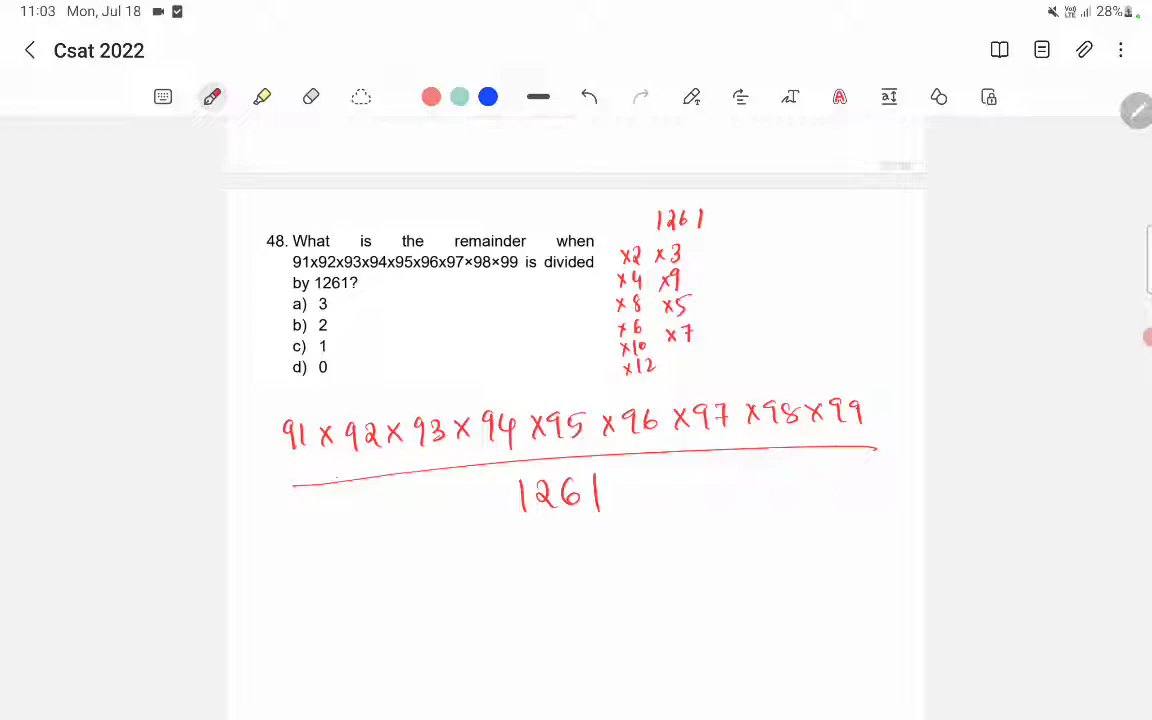 11:03 Mon, Jul 18
28%
Csat 2022
1261
48. What is the remainder when
91x92x93x94x95x96x97×98×99 is divided
by 1261?
a) 3
b) 2
c) 1
d) 0
x2 x3
x4 x9
x8 x5
x6 x7
x10
x12
91 x 92 x 93 x 94 x 95 x 96 x 97 x 98 x 99
1261